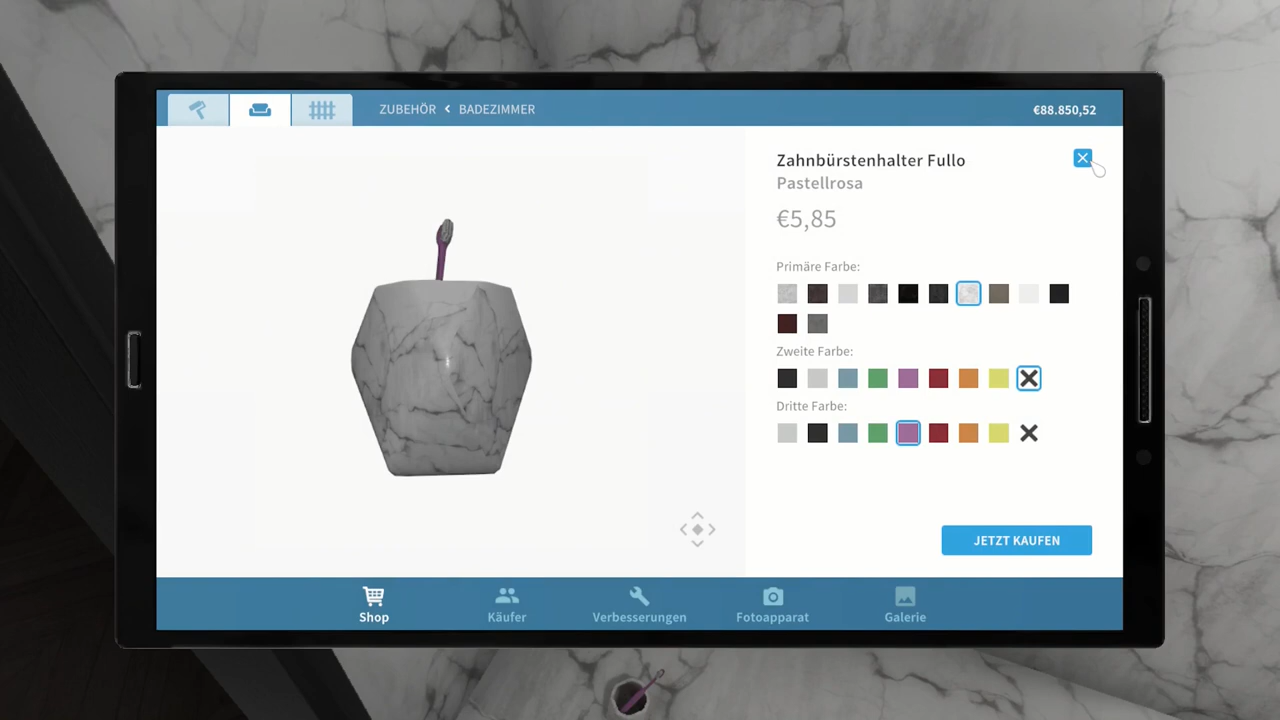 ZUBEHÖR < BADEZIMMER
€88.850,52
Zahnbürstenhalter Fullo
Pastellrosa
€5,85
Primäre Farbe:
Zweite Farbe:
Dritte Farbe:
JETZT KAUFEN
Shop
Käufer
Verbesserungen
Fotoapparat
Galerie